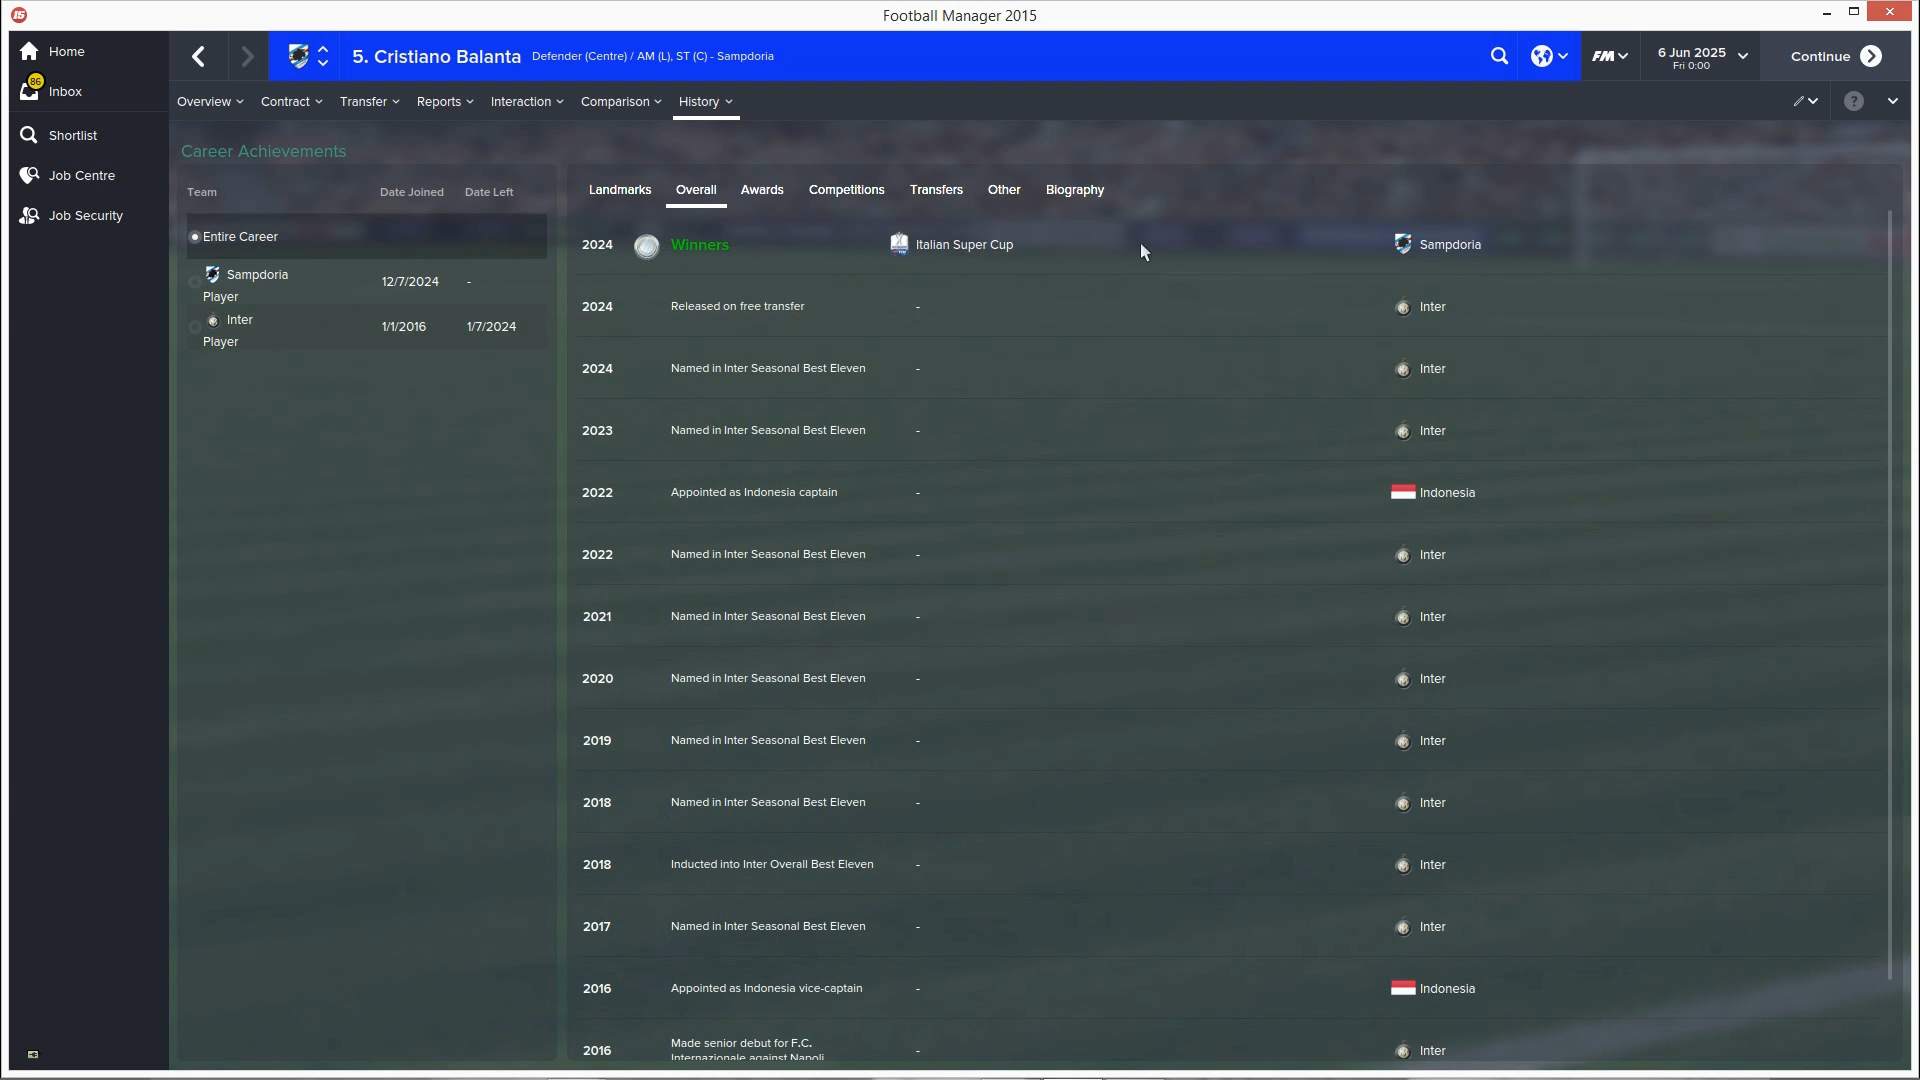 Football Manager 2015
Home
86
Inbox
Shortlist
Job Centre
Job Security
5. Cristiano Balanta Defender (Centre) / AM (L), ST (C) - Sampdoria
FM
6 Jun 2025
Fri 0:00
Continue
Overview Contract Transfer Reports Interaction Comparison History
?
Career Achievements
Team Date Joined Date Left
Entire Career
Sampdoria
Player
12/7/2024 -
Inter
Player
1/1/2016 1/7/2024
Landmarks Overall Awards Competitions Transfers Other Biography
2024 Winners Italian Super Cup Sampdoria
2024 Released on free transfer - Inter
2024 Named in Inter Seasonal Best Eleven - Inter
2023 Named in Inter Seasonal Best Eleven - Inter
2022 Appointed as Indonesia captain - Indonesia
2022 Named in Inter Seasonal Best Eleven - Inter
2021 Named in Inter Seasonal Best Eleven - Inter
2020 Named in Inter Seasonal Best Eleven - Inter
2019 Named in Inter Seasonal Best Eleven - Inter
2018 Named in Inter Seasonal Best Eleven - Inter
2018 Inducted into Inter Overall Best Eleven - Inter
2017 Named in Inter Seasonal Best Eleven - Inter
2016 Appointed as Indonesia vice-captain - Indonesia
2016 Made senior debut for F.C. - Inter
Internazionale against Napoli